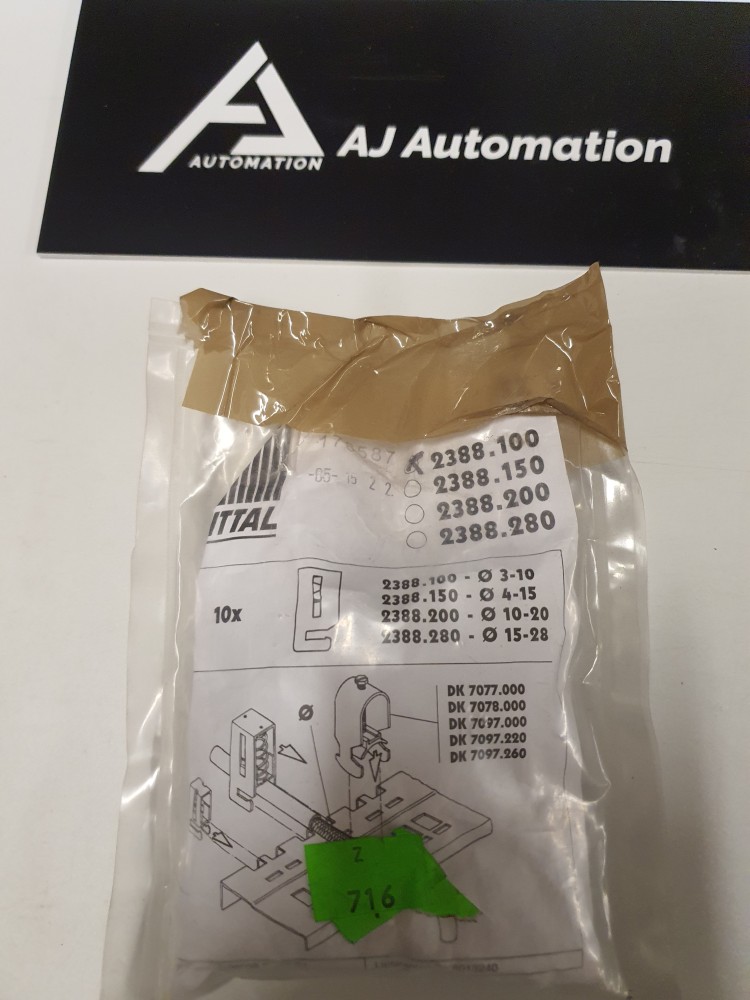 AUTOMATION
AJ Automation
2388.100
2388.150
2388.200
2388.280
ITTAL
10x
2388.100 - Ø 3-10
2388.150 - Ø 4-15
2388.200 - Ø 10-20
2388.280 - Ø 15-28
Ø
DK 7077.000
DK 7078.000
DK 7097.000
DK 7097.220
DK 7097.260
Z
71,6